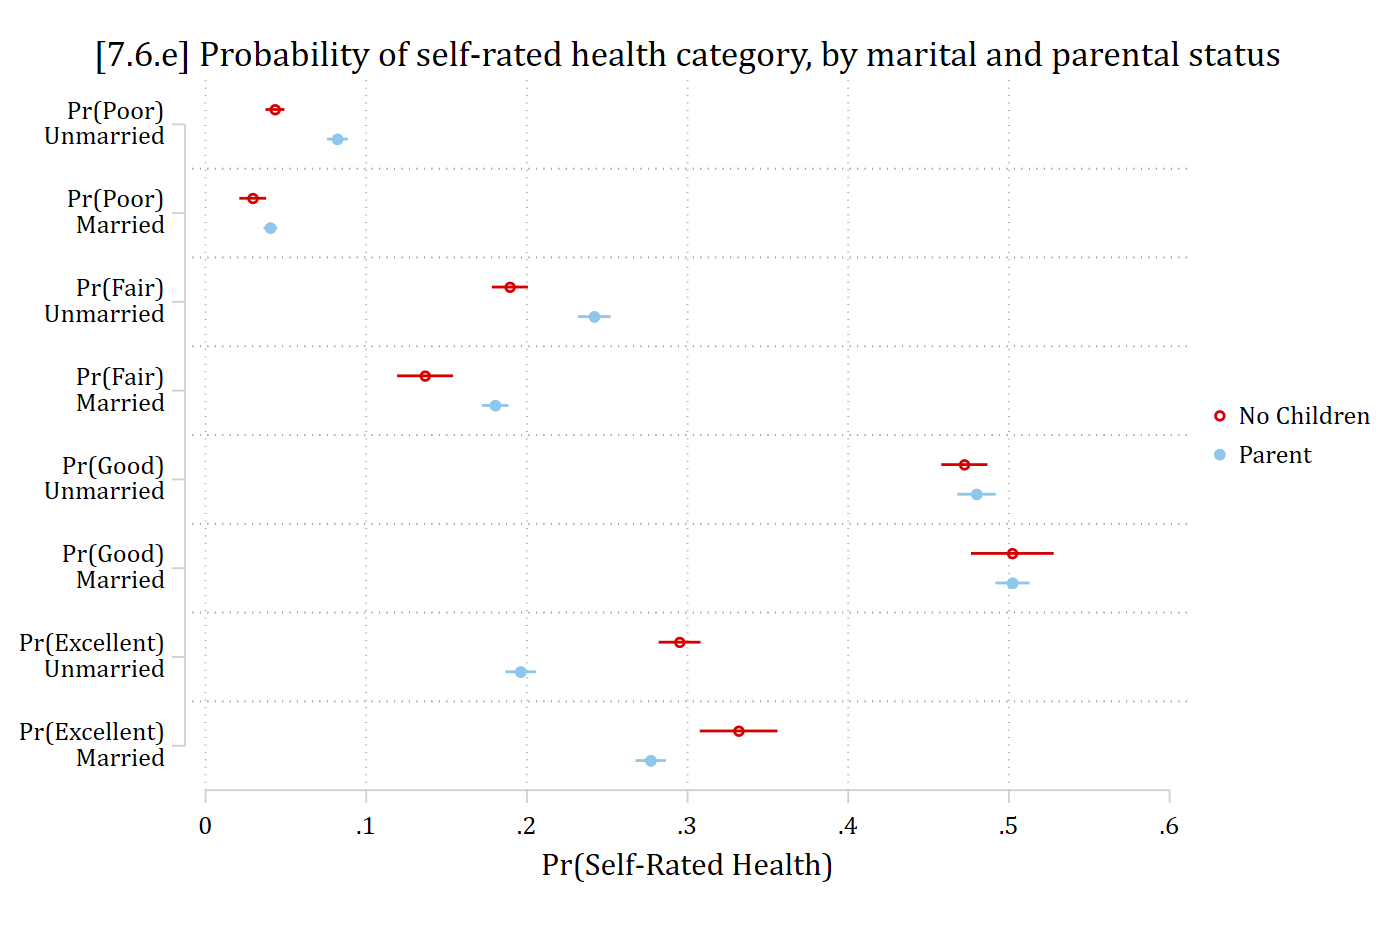 [7.6.e] Probability of self-rated health category, by marital and parental status
Pr(Poor)
Unmarried
Pr(Poor)
Married
Pr(Fair)
Unmarried
Pr(Fair)
Married
Pr(Good)
Unmarried
Pr(Good)
Married
Pr(Excellent)
Unmarried
Pr(Excellent)
Married
0 .1 .2 .3 .4 .5 .6
Pr(Self-Rated Health)
No Children
Parent